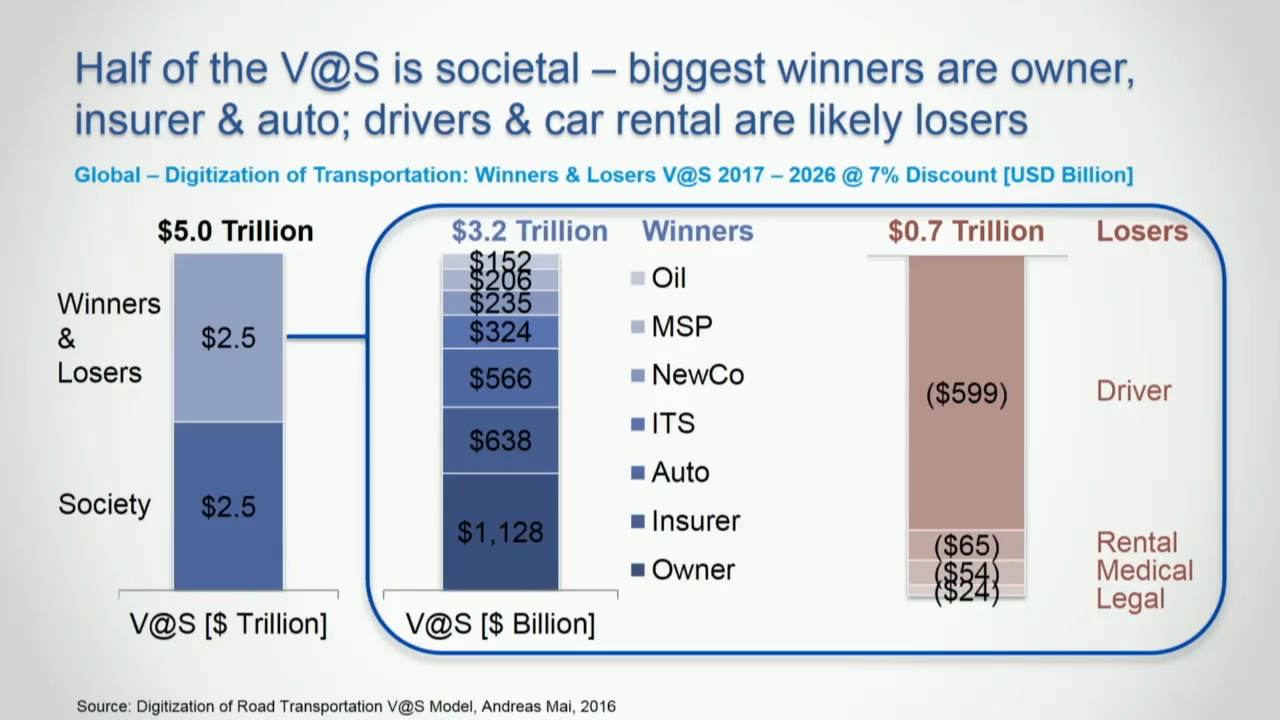 Half of the V@S is societal – biggest winners are owner,
insurer & auto; drivers & car rental are likely losers
Global – Digitization of Transportation: Winners & Losers V@S 2017 – 2026 @ 7% Discount [USD Billion]
$5.0 Trillion
Winners
&
Losers
$2.5
Society
$2.5
V@S [$ Trillion]
$3.2 Trillion
Winners
$152
$206
$235
$324
$566
$638
$1,128
V@S [$ Billion]
Oil
MSP
NewCo
ITS
Auto
Insurer
Owner
$0.7 Trillion
Losers
($599)
Driver
($65)
Rental
($54)
Medical
($24)
Legal
Source: Digitization of Road Transportation V@S Model, Andreas Mai, 2016